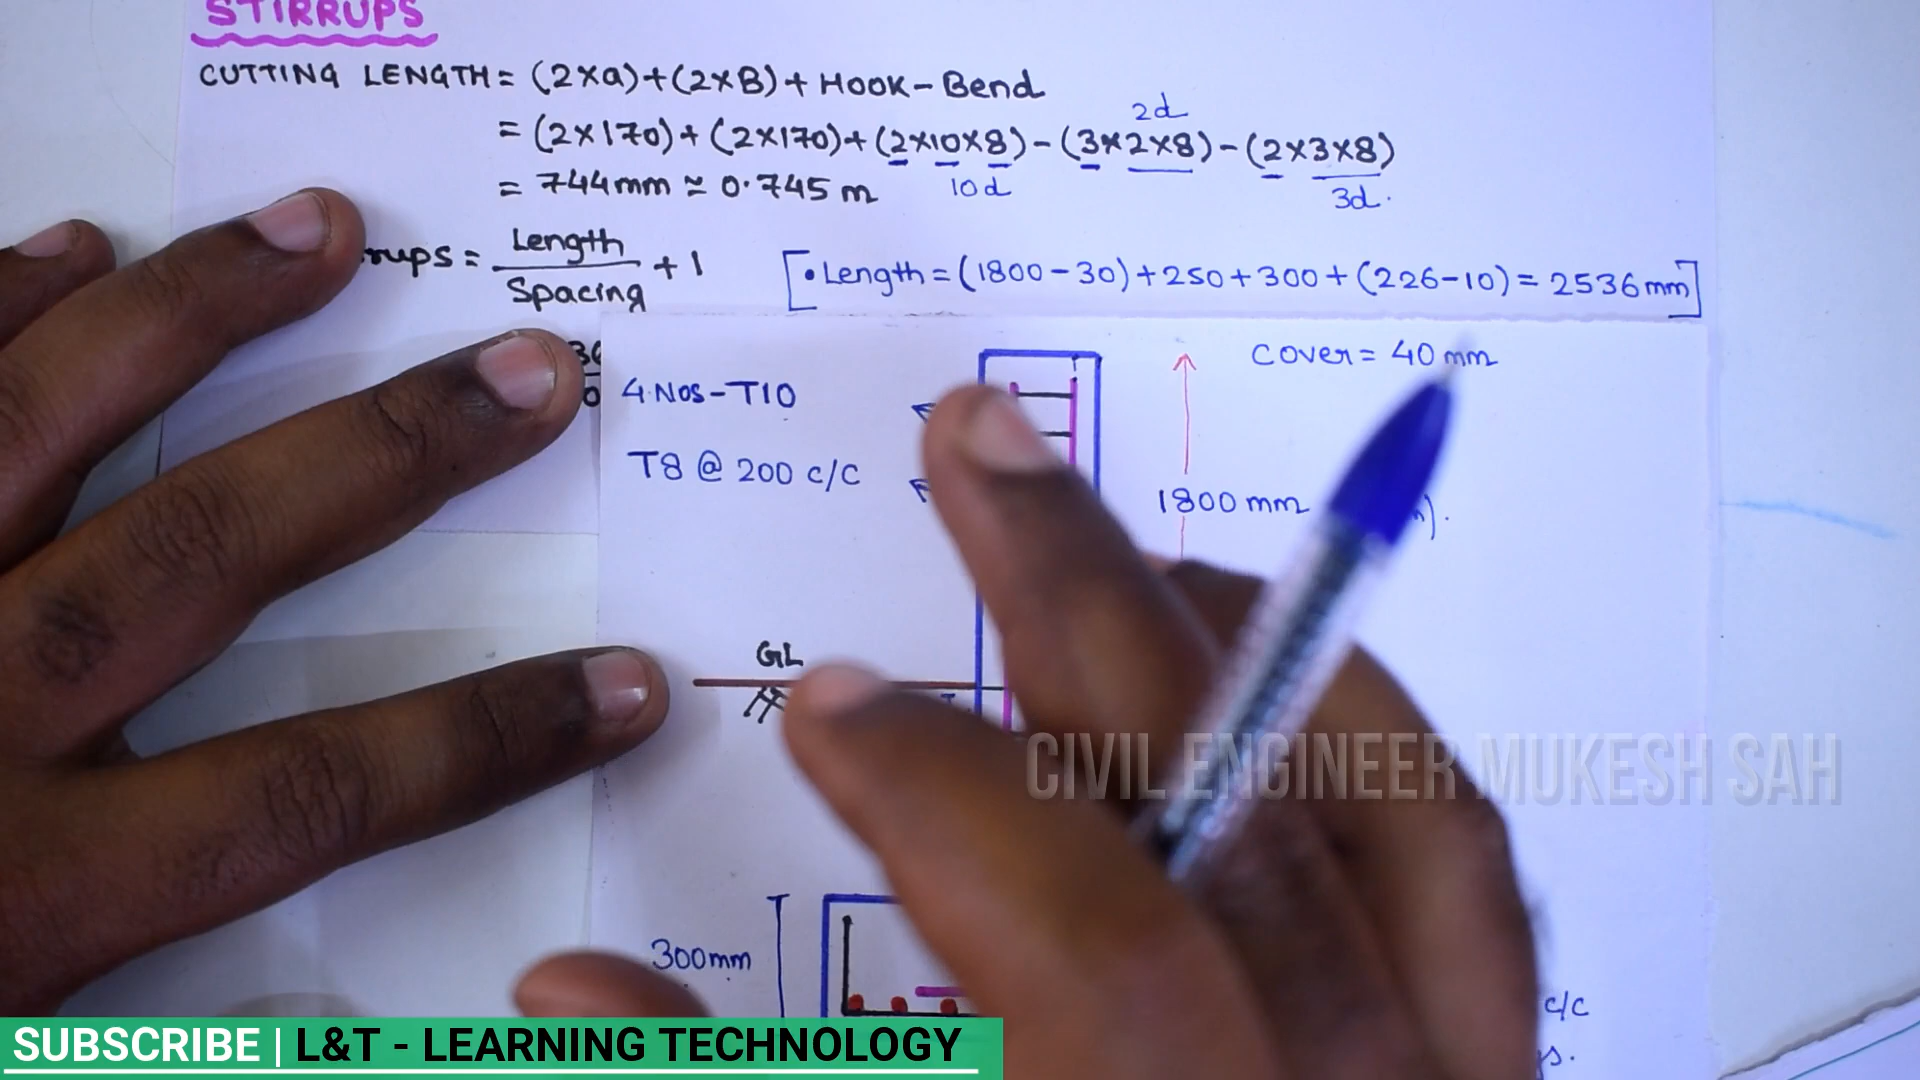 STIRRUPS
CUTTING LENGTH = (2×a)+(2×B)+HOOK-Bend
2d
= (2×170)+(2×170)+(2×10×8)-(3×2×8)-(2×3×8)
= 744mm ≃ 0.745 m
10d
3d.
rups = Length / Spacing + 1
[•Length = (1800-30)+250+300+(226-10) = 2536mm]
cover = 40 mm
4 Nos-T10
T8 @ 200 c/c
1800 mm
GL
CIVIL ENGINEER MUKESH SAH
300mm
c/c
SUBSCRIBE | L&T - LEARNING TECHNOLOGY